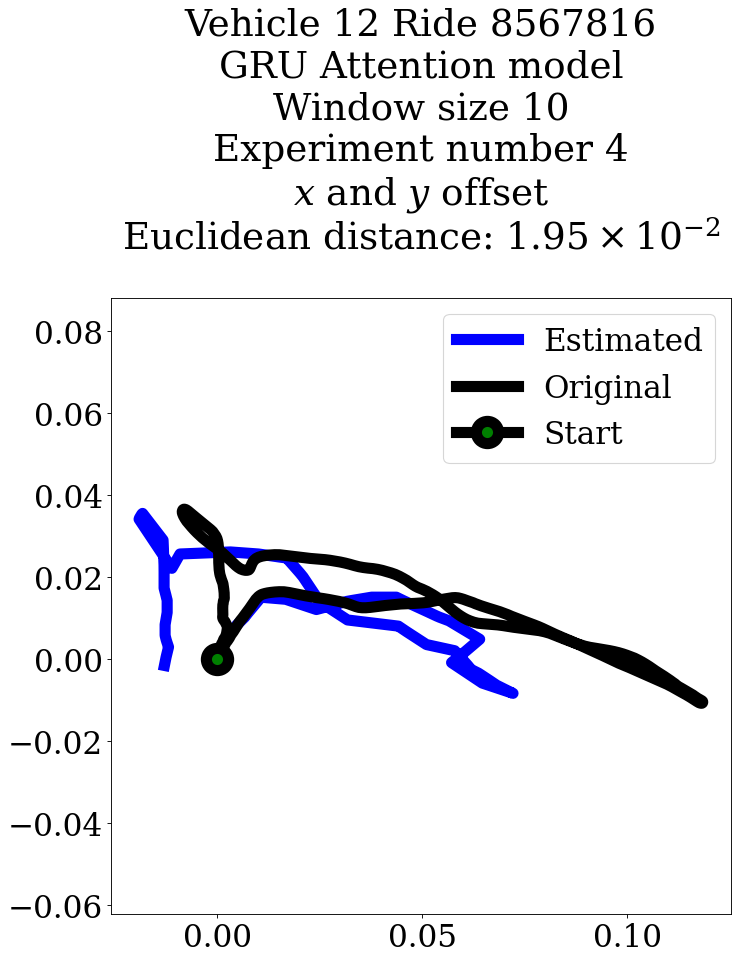 Vehicle 12 Ride 8567816
GRU Attention model
Window size 10
Experiment number 4
x and y offset
Euclidean distance: 1.95 × 10⁻²
Estimated
Original
Start
0.08
0.06
0.04
0.02
0.00
−0.02
−0.04
−0.06
0.00 0.05 0.10